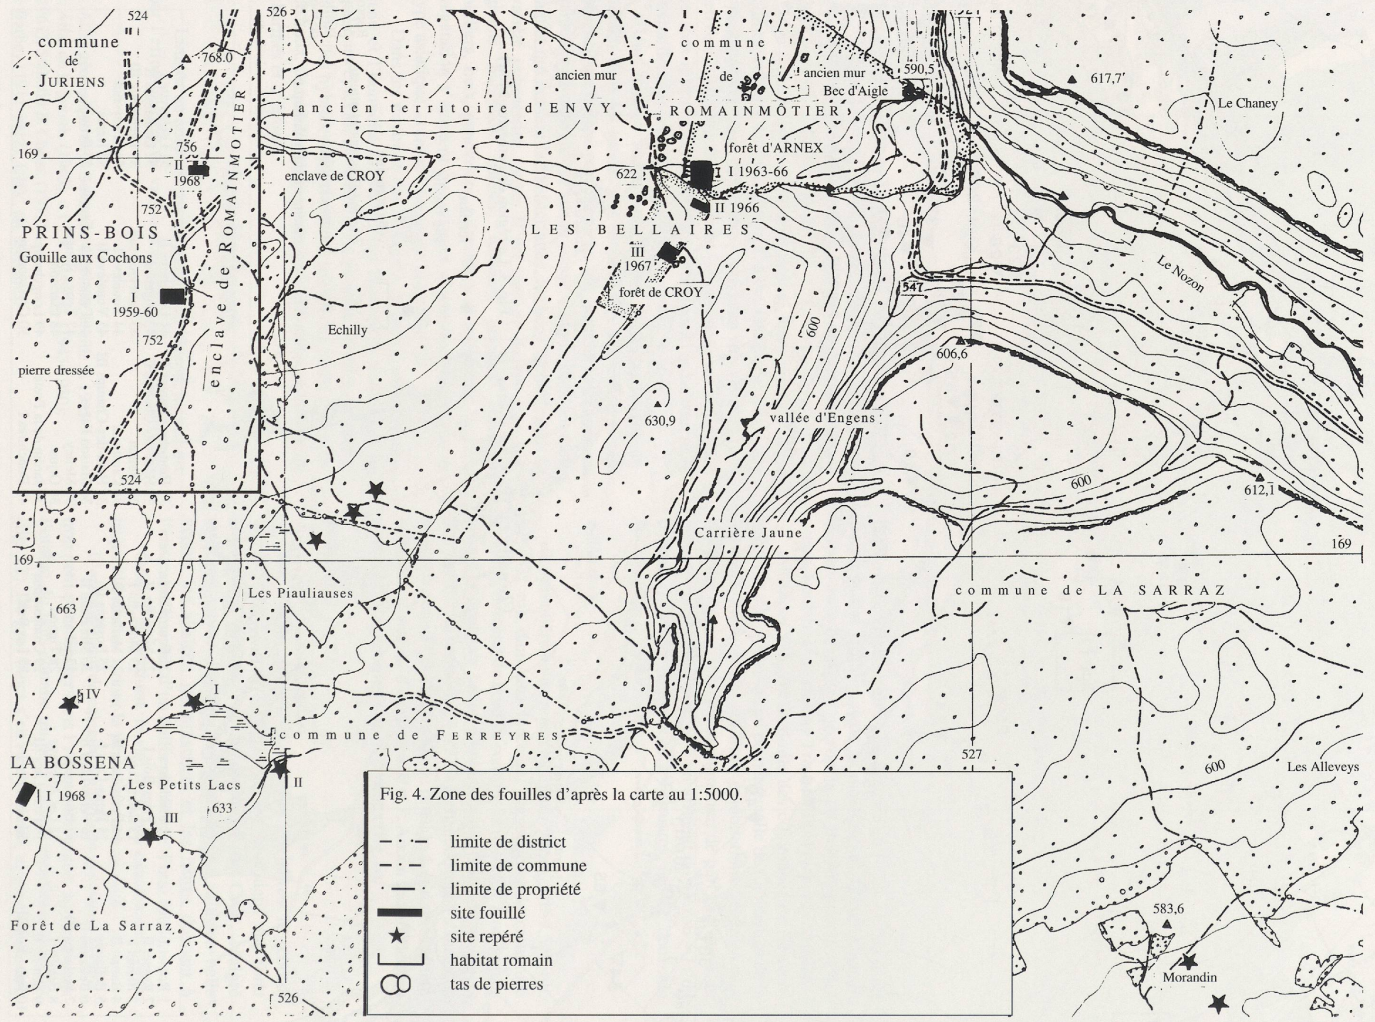 524
commune
de
JURIENS
768.0
169
756
II
1968
752
PRINS-BOIS
Gouille aux Cochons
I
1959-60
752
pierre dressée
524
enclave de ROMAINMOTIER
526
ancien mur
commune
de
ROMAINMÔTIER
ancien mur
Bec d'Aigle
590,5
617,7
Le Chaney
ancien territoire d'ENVY
forêt d'ARNEX
enclave de CROY
622
I 1963-66
II 1966
LES BELLAIRES
III
1967
forêt de CROY
547
Le Nozon
Echilly
600
606,6
630,9
vallée d'Engens
600
612,1
Carrière Jaune
169
169
Les Piauliauses
commune de LA SARRAZ
663
IV
I
commune de FERREYRES
527
LA BOSSENA
I 1968
Les Petits Lacs
II
633
III
600
Les Alleveys
Forêt de La Sarraz
526
583,6
Morandin
Fig. 4. Zone des fouilles d'après la carte au 1:5000.
limite de district
limite de commune
limite de propriété
site fouillé
site repéré
habitat romain
tas de pierres